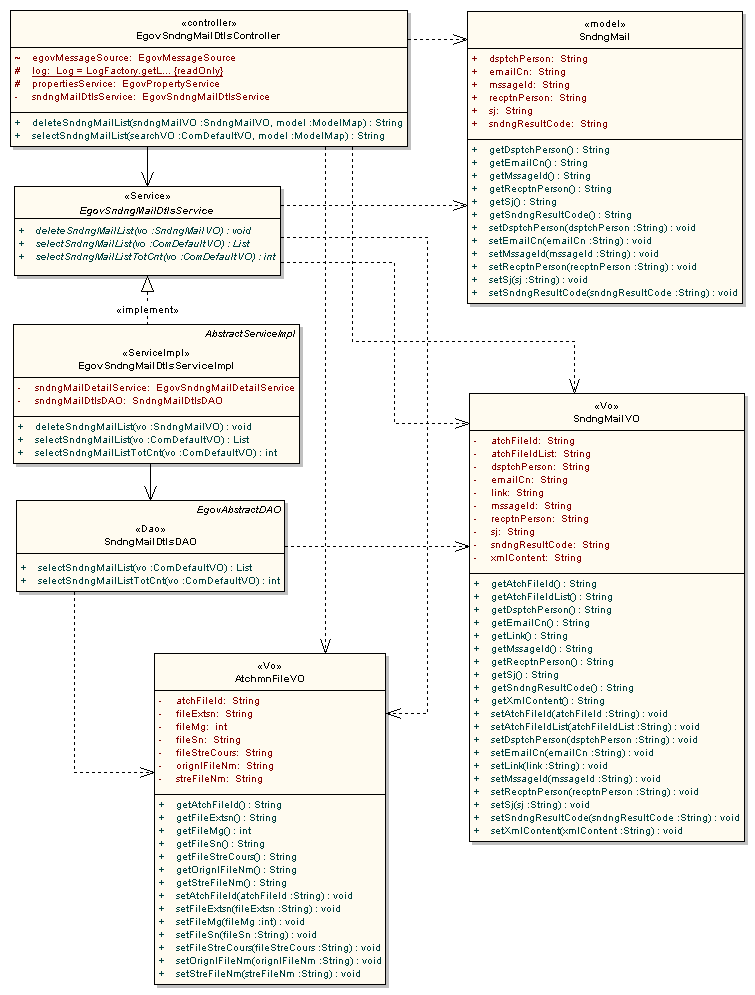 «controller»
EgovSndngMailDtlsController
~ egovMessageSource: EgovMessageSource
# log: Log = LogFactory.getL... {readOnly}
# propertiesService: EgovPropertyService
- sndngMailDtlsService: EgovSndngMailDtlsService
+ deleteSndngMailList(sndngMailVO :SndngMailVO, model :ModelMap) : String
+ selectSndngMailList(searchVO :ComDefaultVO, model :ModelMap) : String
«model»
SndngMail
+ dsptchPerson: String
+ emailCn: String
+ mssageId: String
+ recptnPerson: String
+ sj: String
+ sndngResultCode: String
+ getDsptchPerson() : String
+ getEmailCn() : String
+ getMssageId() : String
+ getRecptnPerson() : String
+ getSj() : String
+ getSndngResultCode() : String
+ setDsptchPerson(dsptchPerson :String) : void
+ setEmailCn(emailCn :String) : void
+ setMssageId(mssageId :String) : void
+ setRecptnPerson(recptnPerson :String) : void
+ setSj(sj :String) : void
+ setSndngResultCode(sndngResultCode :String) : void
«Service»
EgovSndngMailDtlsService
+ deleteSndngMailList(vo :SndngMailVO) : void
+ selectSndngMailList(vo :ComDefaultVO) : List
+ selectSndngMailListTotCnt(vo :ComDefaultVO) : int
«implement»
AbstractServiceImpl
«ServiceImpl»
EgovSndngMailDtlsServiceImpl
- sndngMailDetailService: EgovSndngMailDetailService
- sndngMailDtlsDAO: SndngMailDtlsDAO
+ deleteSndngMailList(vo :SndngMailVO) : void
+ selectSndngMailList(vo :ComDefaultVO) : List
+ selectSndngMailListTotCnt(vo :ComDefaultVO) : int
EgovAbstractDAO
«Dao»
SndngMailDtlsDAO
+ selectSndngMailList(vo :ComDefaultVO) : List
+ selectSndngMailListTotCnt(vo :ComDefaultVO) : int
«Vo»
SndngMailVO
- atchFileId: String
- atchFileIdList: String
- dsptchPerson: String
- emailCn: String
- link: String
- mssageId: String
- recptnPerson: String
- sj: String
- sndngResultCode: String
- xmlContent: String
+ getAtchFileId() : String
+ getAtchFileIdList() : String
+ getDsptchPerson() : String
+ getEmailCn() : String
+ getLink() : String
+ getMssageId() : String
+ getRecptnPerson() : String
+ getSj() : String
+ getSndngResultCode() : String
+ getXmlContent() : String
+ setAtchFileId(atchFileId :String) : void
+ setAtchFileIdList(atchFileIdList :String) : void
+ setDsptchPerson(dsptchPerson :String) : void
+ setEmailCn(emailCn :String) : void
+ setLink(link :String) : void
+ setMssageId(mssageId :String) : void
+ setRecptnPerson(recptnPerson :String) : void
+ setSj(sj :String) : void
+ setSndngResultCode(sndngResultCode :String) : void
+ setXmlContent(xmlContent :String) : void
«Vo»
AtchmnFileVO
- atchFileId: String
- fileExtsn: String
- fileMg: int
- fileSn: String
- fileStreCours: String
- orignlFileNm: String
- streFileNm: String
+ getAtchFileId() : String
+ getFileExtsn() : String
+ getFileMg() : int
+ getFileSn() : String
+ getFileStreCours() : String
+ getOrignlFileNm() : String
+ getStreFileNm() : String
+ setAtchFileId(atchFileId :String) : void
+ setFileExtsn(fileExtsn :String) : void
+ setFileMg(fileMg :int) : void
+ setFileSn(fileSn :String) : void
+ setFileStreCours(fileStreCours :String) : void
+ setOrignlFileNm(orignlFileNm :String) : void
+ setStreFileNm(streFileNm :String) : void